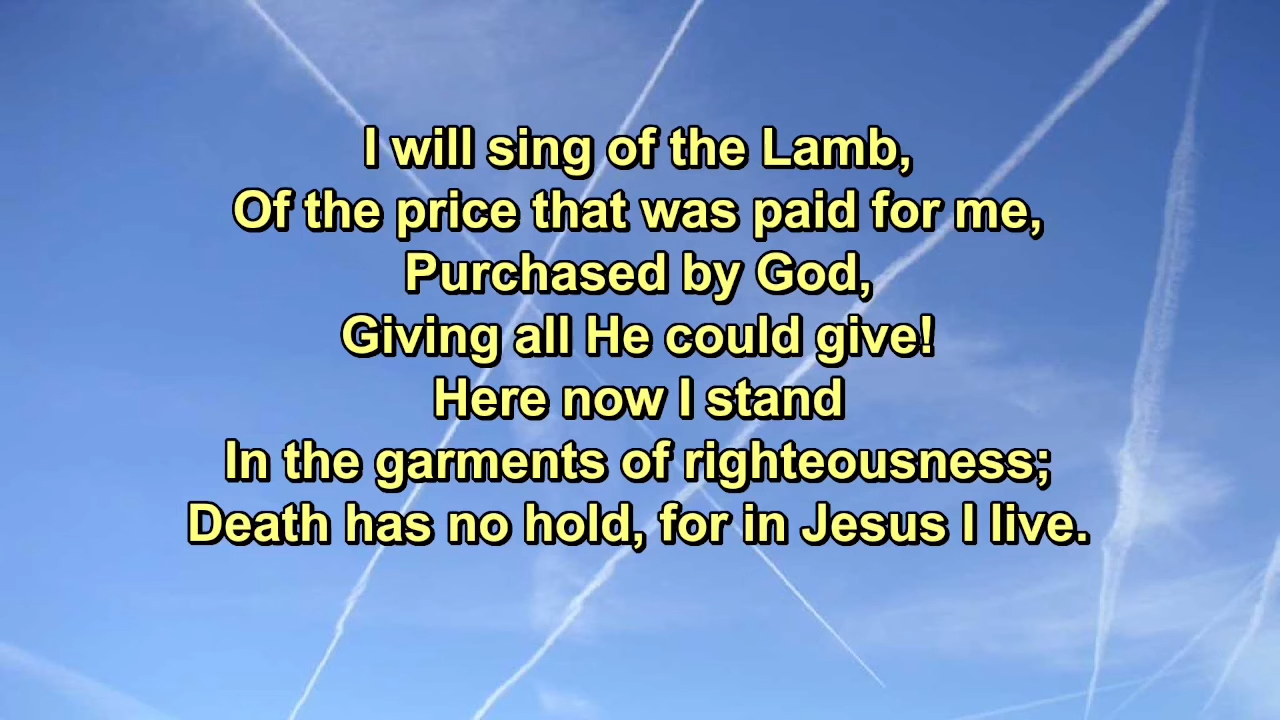 I will sing of the Lamb,
Of the price that was paid for me,
Purchased by God,
Giving all He could give!
Here now I stand
In the garments of righteousness;
Death has no hold, for in Jesus I live.